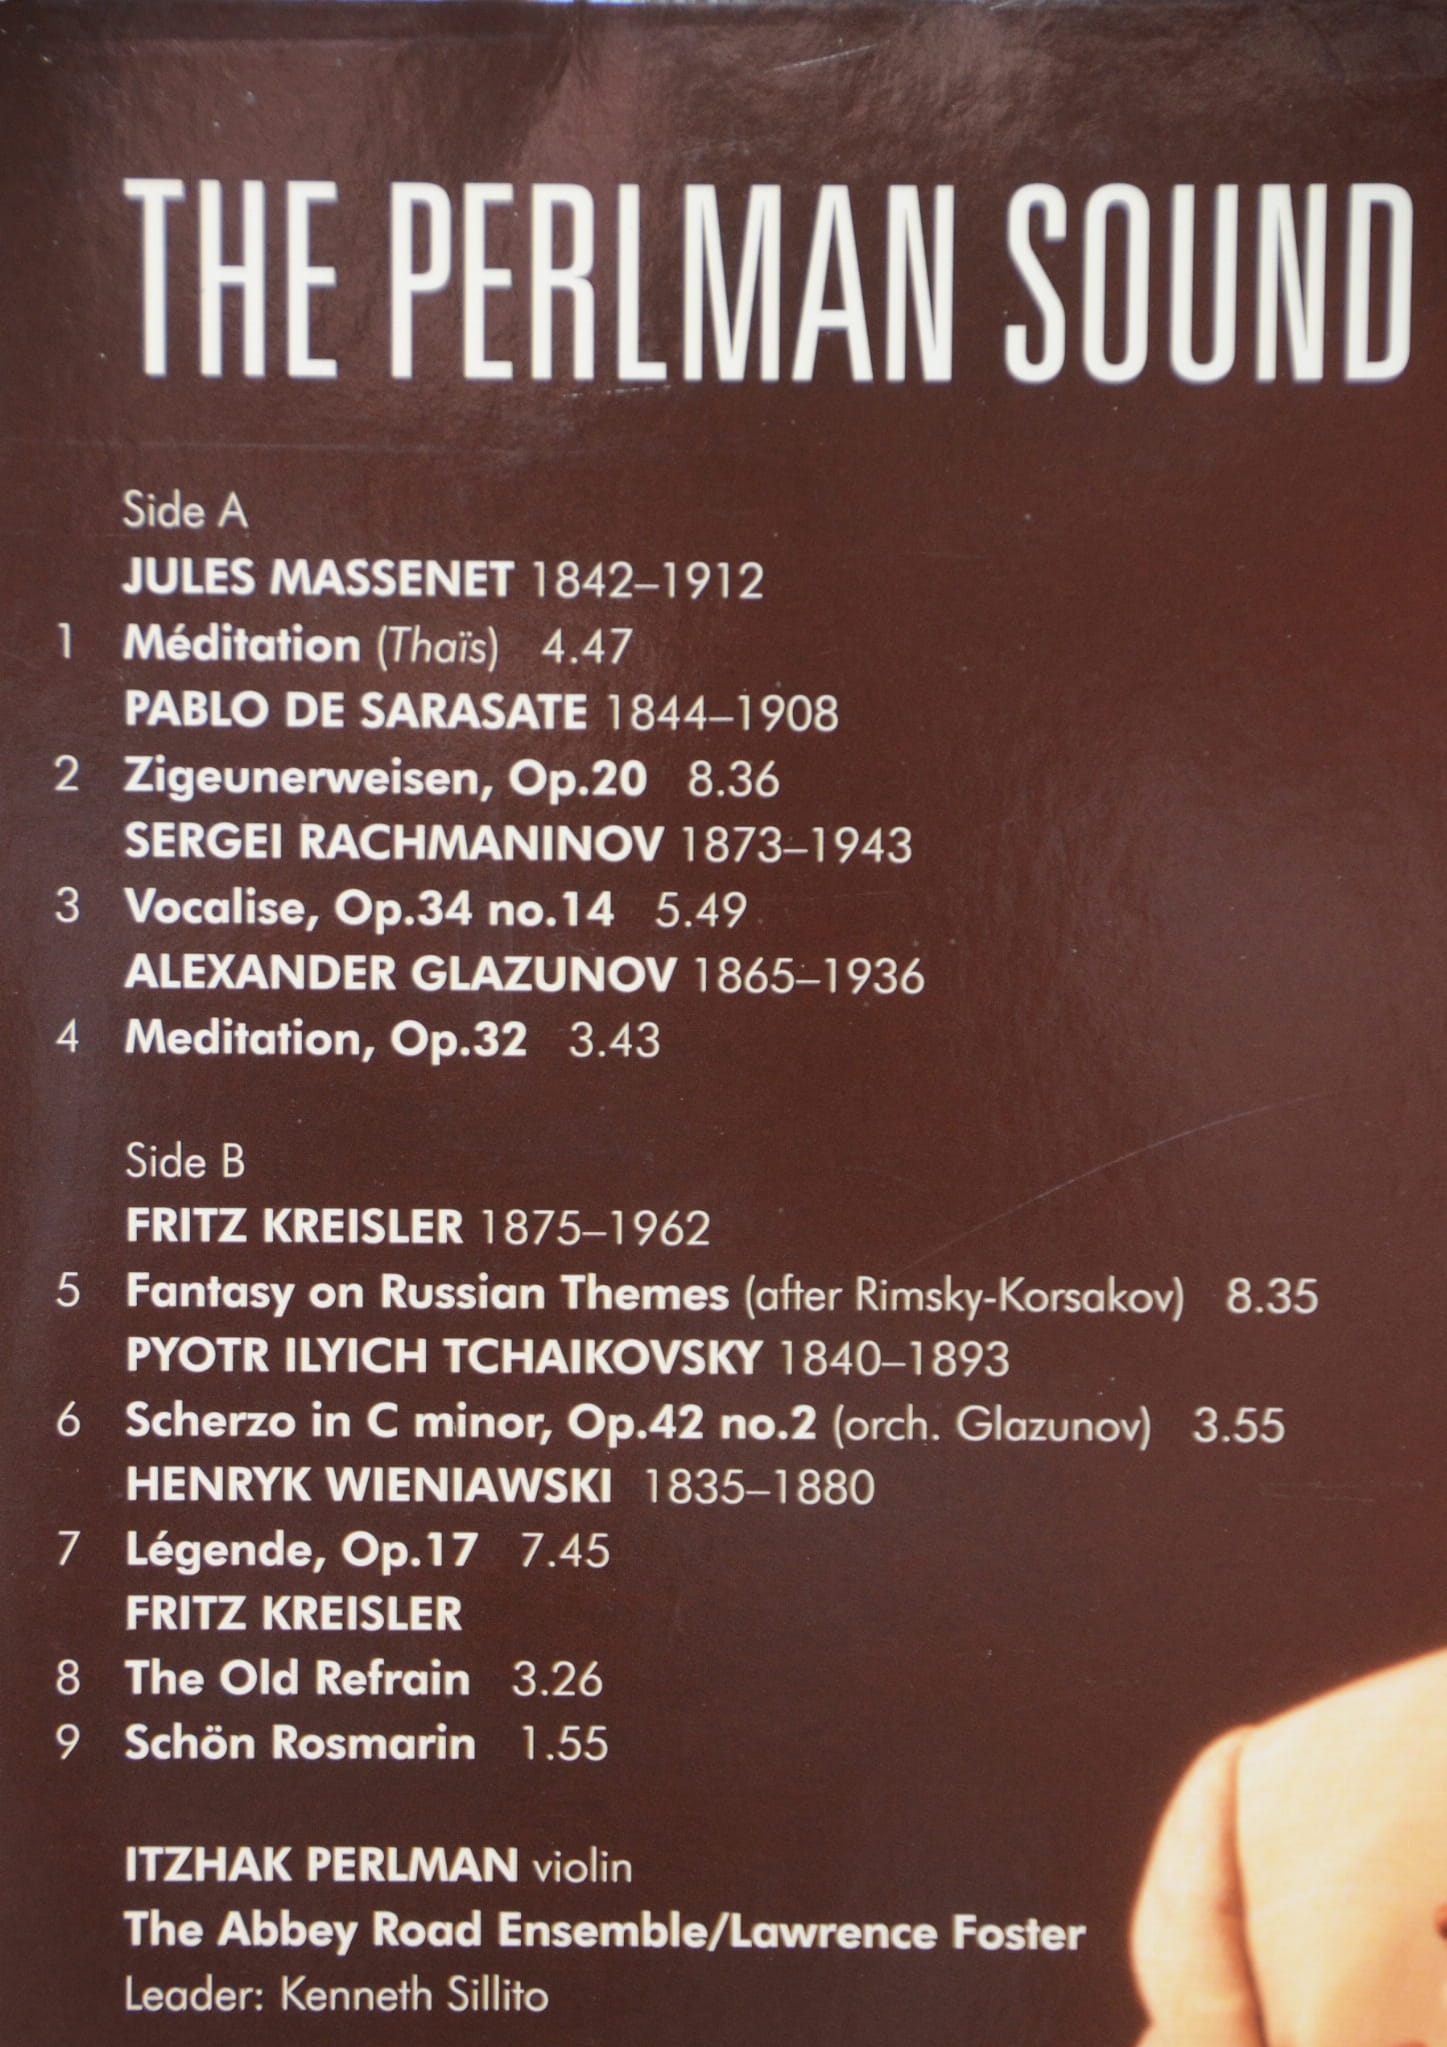 THE PERLMAN SOUND
Side A
JULES MASSENET 1842–1912
1 Méditation (Thaïs) 4.47
PABLO DE SARASATE 1844–1908
2 Zigeunerweisen, Op.20 8.36
SERGEI RACHMANINOV 1873–1943
3 Vocalise, Op.34 no.14 5.49
ALEXANDER GLAZUNOV 1865–1936
4 Meditation, Op.32 3.43
Side B
FRITZ KREISLER 1875–1962
5 Fantasy on Russian Themes (after Rimsky-Korsakov) 8.35
PYOTR ILYICH TCHAIKOVSKY 1840–1893
6 Scherzo in C minor, Op.42 no.2 (orch. Glazunov) 3.55
HENRYK WIENIAWSKI 1835–1880
7 Légende, Op.17 7.45
FRITZ KREISLER
8 The Old Refrain 3.26
9 Schön Rosmarin 1.55
ITZHAK PERLMAN violin
The Abbey Road Ensemble/Lawrence Foster
Leader: Kenneth Sillito